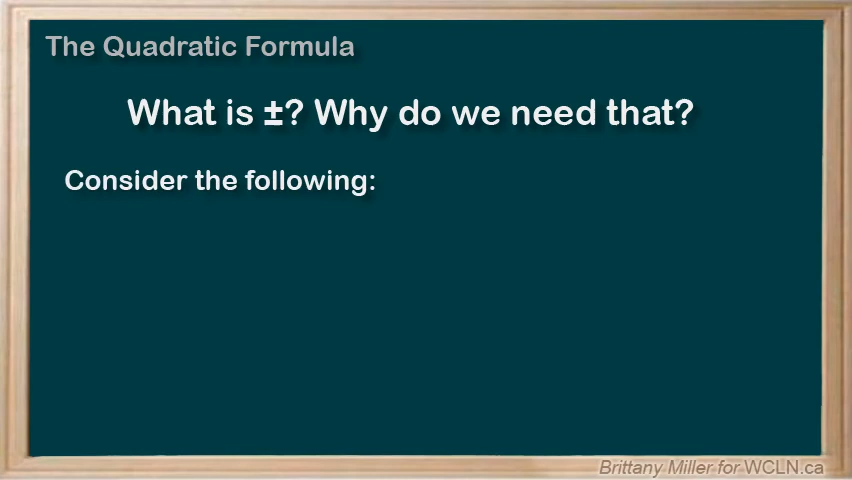 The Quadratic Formula
What is ±? Why do we need that?
Consider the following:
Brittany Miller for WCLN.ca